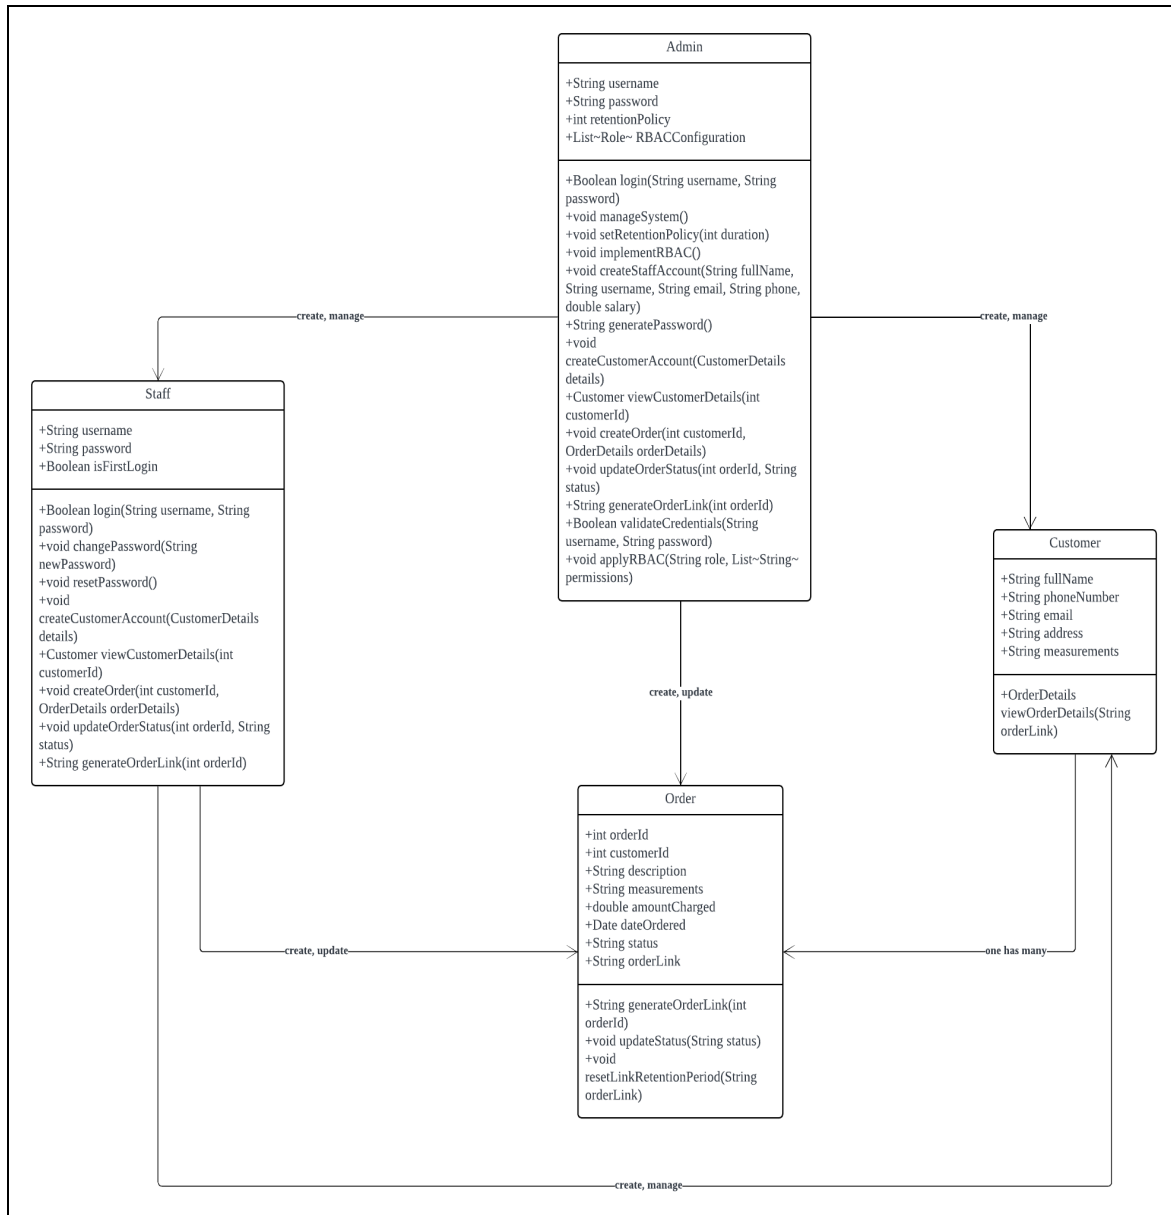 Admin
+String username
+String password
+int retentionPolicy
+List~Role~ RBACConfiguration
+Boolean login(String username, String
password)
+void manageSystem()
+void setRetentionPolicy(int duration)
+void implementRBAC()
+void createStaffAccount(String fullName,
String username, String email, String phone,
double salary)
+String generatePassword()
+void
createCustomerAccount(CustomerDetails
details)
+Customer viewCustomerDetails(int
customerId)
+void createOrder(int customerId,
OrderDetails orderDetails)
+void updateOrderStatus(int orderId, String
status)
+String generateOrderLink(int orderId)
+Boolean validateCredentials(String
username, String password)
+void applyRBAC(String role, List~String~
permissions)
create, manage
create, manage
Staff
+String username
+String password
+Boolean isFirstLogin
+Boolean login(String username, String
password)
+void changePassword(String
newPassword)
+void resetPassword()
+void
createCustomerAccount(CustomerDetails
details)
+Customer viewCustomerDetails(int
customerId)
+void createOrder(int customerId,
OrderDetails orderDetails)
+void updateOrderStatus(int orderId, String
status)
+String generateOrderLink(int orderId)
Customer
+String fullName
+String phoneNumber
+String email
+String address
+String measurements
+OrderDetails
viewOrderDetails(String
orderLink)
create, update
Order
+int orderId
+int customerId
+String description
+String measurements
+double amountCharged
+Date dateOrdered
+String status
+String orderLink
+String generateOrderLink(int
orderId)
+void updateStatus(String status)
+void
resetLinkRetentionPeriod(String
orderLink)
create, update
one has many
create, manage